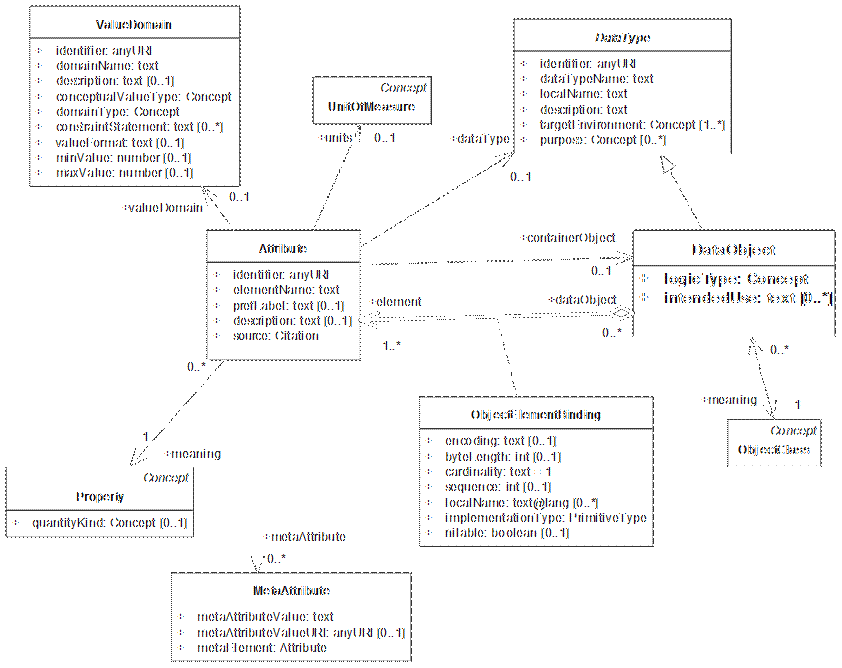 ValueDomain
identifier: anyURI
domainName: text
description: text [0..1]
conceptualValueType: Concept
domainType: Concept
constraintStatement: text [0..*]
valueFormat: text [0..1]
minValue: number [0..1]
maxValue: number [0..1]
Concept
UnitOfMeasure
DataType
identifier: anyURI
dataTypeName: text
localName: text
description: text
targetEnvironment: Concept [1..*]
purpose: Concept [0..*]
+units
0..1
+dataType
0..1
0..1
+valueDomain
Attribute
identifier: anyURI
elementName: text
prefLabel: text [0..1]
description: text [0..1]
source: Citation
+containerObject
0..1
DataObject
+ logicType: Concept
+ intendedUse: text [0..*]
+element
+dataObject
1..*
0..*
0..*
0..*
+meaning
1
Concept
ObjectClass
ObjectElementBinding
encoding: text [0..1]
byteLength: int [0..1]
cardinality: text = 1
sequence: int [0..1]
localName: text@lang [0..*]
implementationType: PrimitiveType
nillable: boolean [0..1]
1
+meaning
Concept
Property
+ quantityKind: Concept [0..1]
+metaAttribute
0..*
MetaAttribute
+ metaAttributeValue: text
+ metaAttributeValueURI: anyURI [0..1]
+ metaElement: Attribute